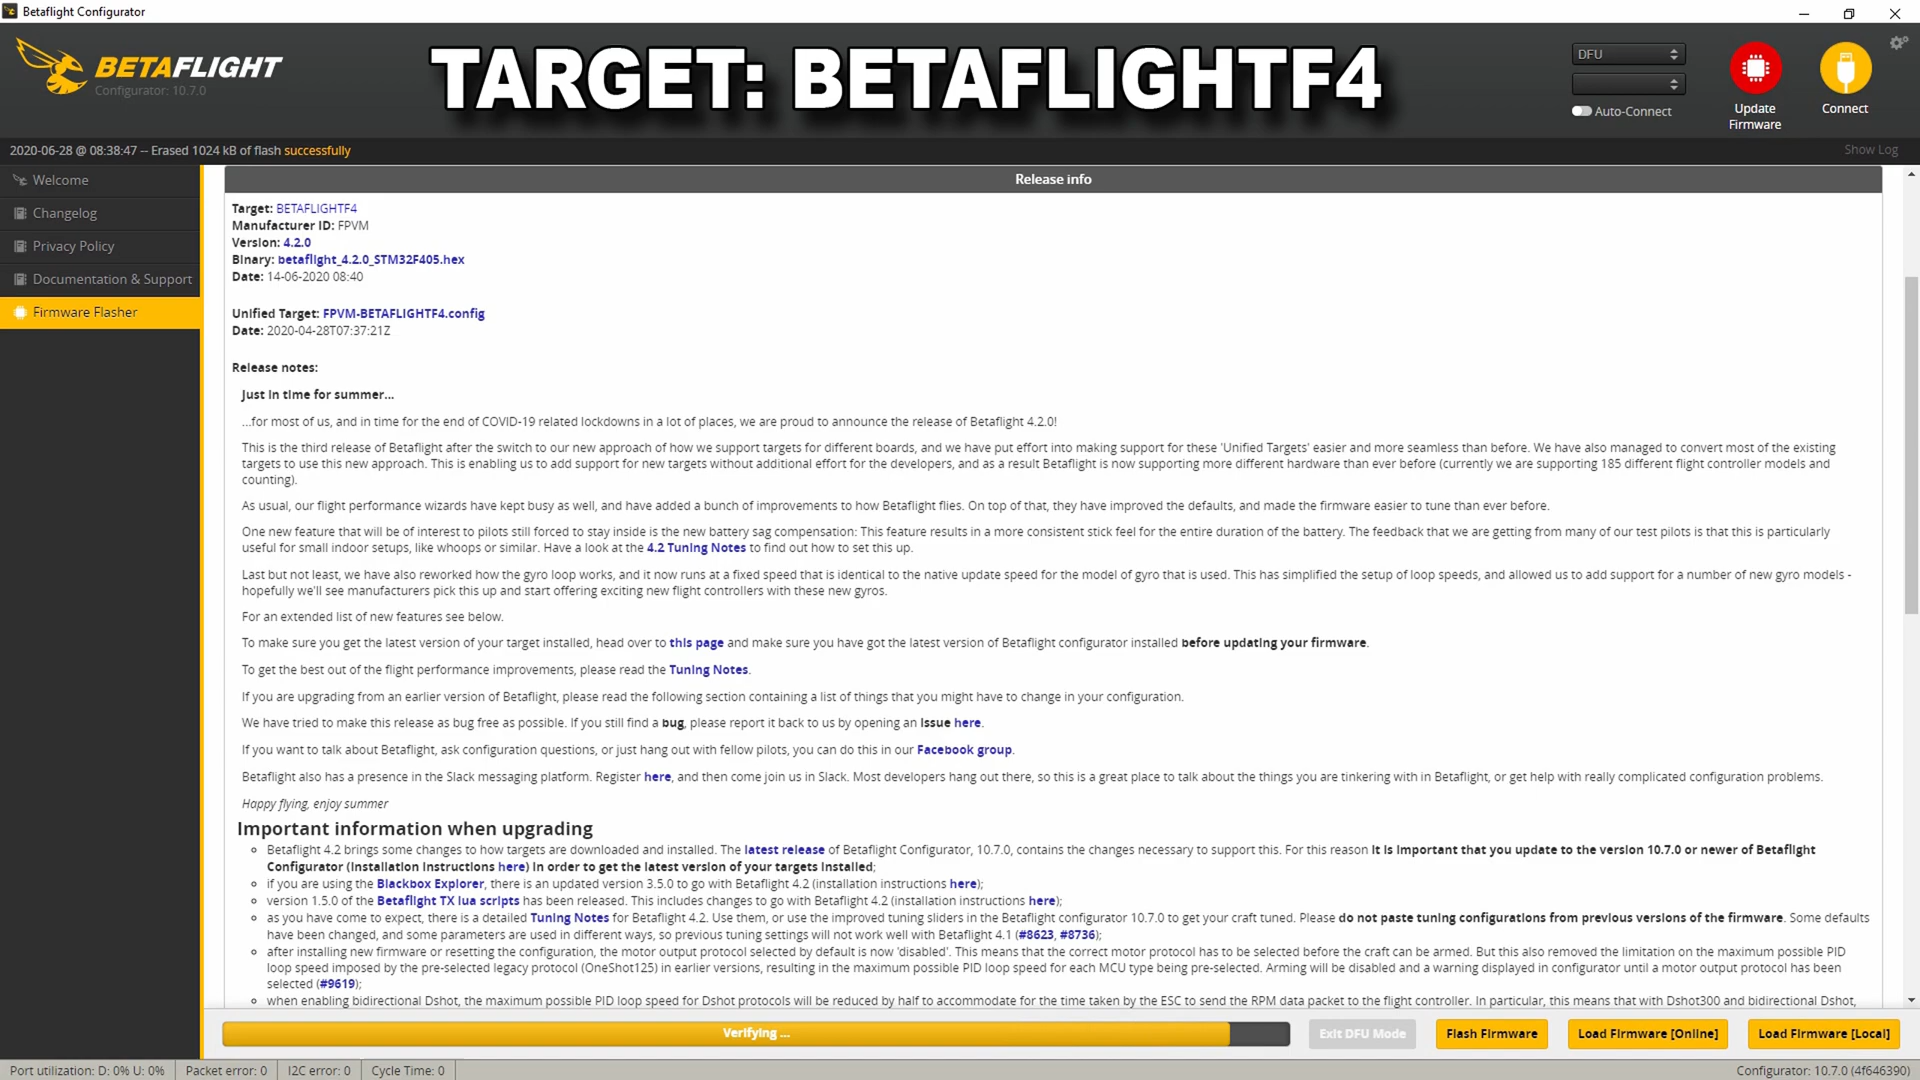 Betaflight Configurator
BETAFLIGHT
Configurator: 10.7.0
TARGET: BETAFLIGHTF4
DFU
Auto-Connect
Update
Firmware
Connect
2020-06-28 @ 08:38:47 -- Erased 1024 kB of flash successfully
Show Log
Welcome
Changelog
Privacy Policy
Documentation & Support
Firmware Flasher
Release info
Target: BETAFLIGHTF4
Manufacturer ID: FPVM
Version: 4.2.0
Binary: betaflight_4.2.0_STM32F405.hex
Date: 14-06-2020 08:40
Unified Target: FPVM-BETAFLIGHTF4.config
Date: 2020-04-28T07:37:21Z
Release notes:
Just in time for summer...
...for most of us, and in time for the end of COVID-19 related lockdowns in a lot of places, we are proud to announce the release of Betaflight 4.2.0!
This is the third release of Betaflight after the switch to our new approach of how we support targets for different boards, and we have put effort into making support for these 'Unified Targets' easier and more seamless than before. We have also managed to convert most of the existing
targets to use this new approach. This is enabling us to add support for new targets without additional effort for the developers, and as a result Betaflight is now supporting more different hardware than ever before (currently we are supporting 185 different flight controller models and
counting).
As usual, our flight performance wizards have kept busy as well, and have added a bunch of improvements to how Betaflight flies. On top of that, they have improved the defaults, and made the firmware easier to tune than ever before.
One new feature that will be of interest to pilots still forced to stay inside is the new battery sag compensation: This feature results in a more consistent stick feel for the entire duration of the battery. The feedback that we are getting from many of our test pilots is that this is particularly
useful for small indoor setups, like whoops or similar. Have a look at the 4.2 Tuning Notes to find out how to set this up.
Last but not least, we have also reworked how the gyro loop works, and it now runs at a fixed speed that is identical to the native update speed for the model of gyro that is used. This has simplified the setup of loop speeds, and allowed us to add support for a number of new gyro models -
hopefully we'll see manufacturers pick this up and start offering exciting new flight controllers with these new gyros.
For an extended list of new features see below.
To make sure you get the latest version of your target installed, head over to this page and make sure you have got the latest version of Betaflight configurator installed before updating your firmware.
To get the best out of the flight performance improvements, please read the Tuning Notes.
If you are upgrading from an earlier version of Betaflight, please read the following section containing a list of things that you might have to change in your configuration.
We have tried to make this release as bug free as possible. If you still find a bug, please report it back to us by opening an issue here.
If you want to talk about Betaflight, ask configuration questions, or just hang out with fellow pilots, you can do this in our Facebook group.
Betaflight also has a presence in the Slack messaging platform. Register here, and then come join us in Slack. Most developers hang out there, so this is a great place to talk about the things you are tinkering with in Betaflight, or get help with really complicated configuration problems.
Happy flying, enjoy summer
Important information when upgrading
Betaflight 4.2 brings some changes to how targets are downloaded and installed. The latest release of Betaflight Configurator, 10.7.0, contains the changes necessary to support this. For this reason it is important that you update to the version 10.7.0 or newer of Betaflight
Configurator (installation instructions here) in order to get the latest version of your targets installed;
if you are using the Blackbox Explorer, there is an updated version 3.5.0 to go with Betaflight 4.2 (installation instructions here);
version 1.5.0 of the Betaflight TX lua scripts has been released. This includes changes to go with Betaflight 4.2 (installation instructions here);
as you have come to expect, there is a detailed Tuning Notes for Betaflight 4.2. Use them, or use the improved tuning sliders in the Betaflight configurator 10.7.0 to get your craft tuned. Please do not paste tuning configurations from previous versions of the firmware. Some defaults
have been changed, and some parameters are used in different ways, so previous tuning settings will not work well with Betaflight 4.1 (#8623, #8736);
after installing new firmware or resetting the configuration, the motor output protocol selected by default is now 'disabled'. This means that the correct motor protocol has to be selected before the craft can be armed. But this also removed the limitation on the maximum possible PID
loop speed imposed by the pre-selected legacy protocol (OneShot125) in earlier versions, resulting in the maximum possible PID loop speed for each MCU type being pre-selected. Arming will be disabled and a warning displayed in configurator until a motor output protocol has been
selected (#9619);
when enabling bidirectional Dshot, the maximum possible PID loop speed for Dshot protocols will be reduced by half to accommodate for the time taken by the ESC to send the RPM data packet to the flight controller. In particular, this means that with Dshot300 and bidirectional Dshot,
Verifying ...
Exit DFU Mode
Flash Firmware
Load Firmware [Online]
Load Firmware [Local]
Port utilization: D: 0% U: 0%
Packet error: 0
I2C error: 0
Cycle Time: 0
Configurator: 10.7.0 (4f646390)